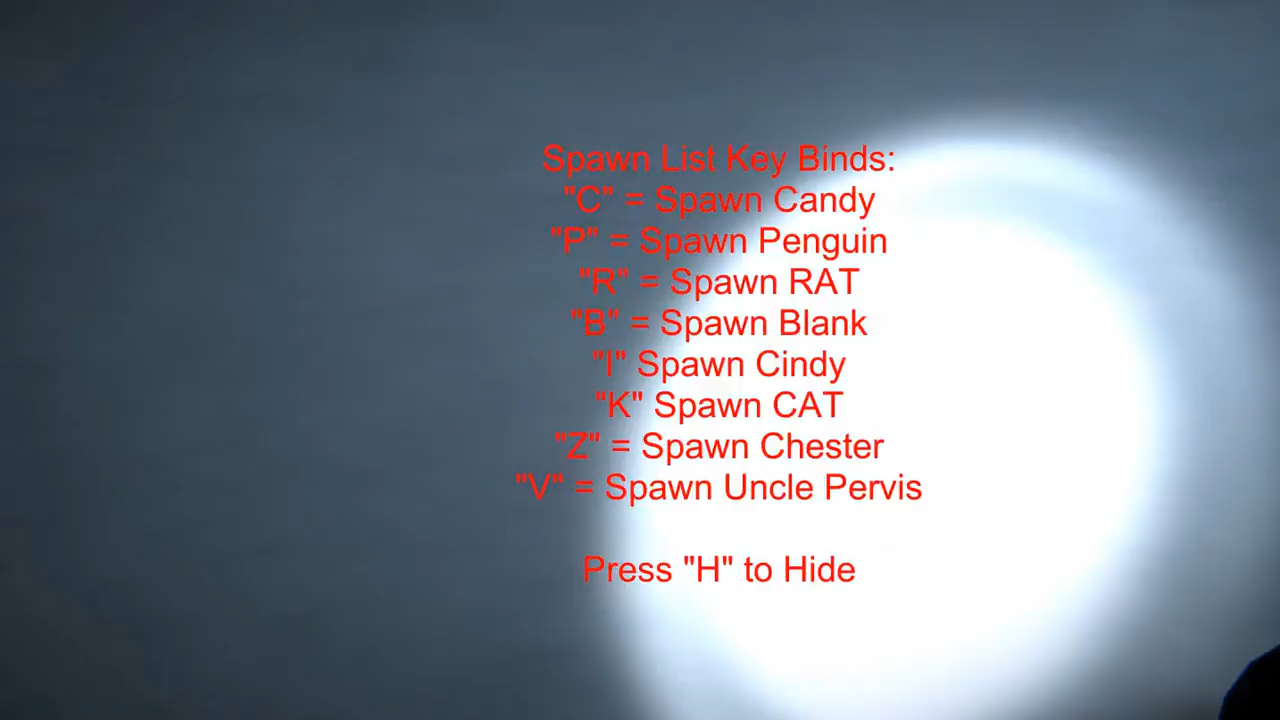 Spawn List Key Binds:
"C" = Spawn Candy
"P" = Spawn Penguin
"R" = Spawn RAT
"B" = Spawn Blank
"I" Spawn Cindy
"K" Spawn CAT
"Z" = Spawn Chester
"V" = Spawn Uncle Pervis
Press "H" to Hide